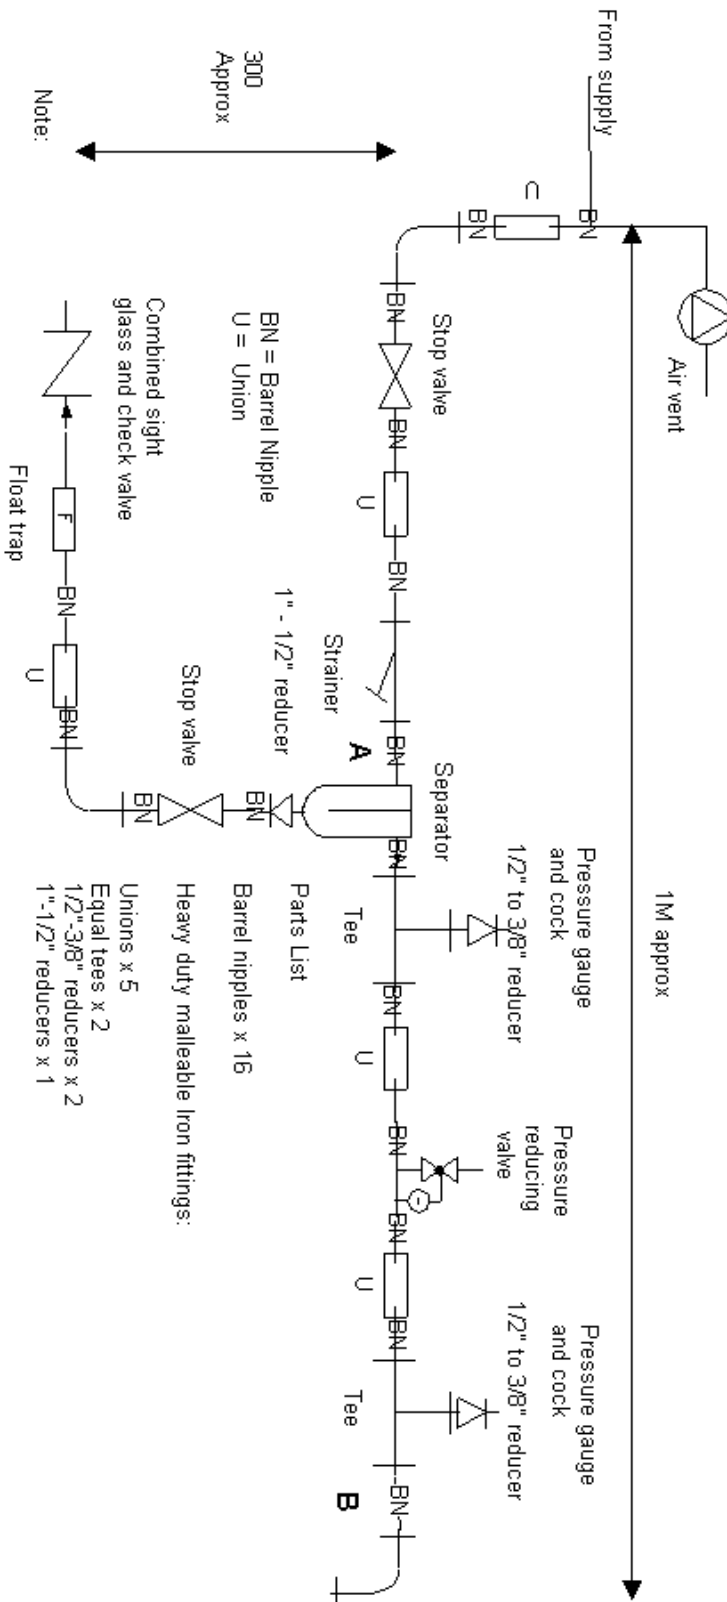 From supply
Air vent
1M approx
Pressure gauge
and cock
1/2" to 3/8" reducer
Pressure
reducing
valve
Pressure gauge
and cock
1/2" to 3/8" reducer
BN
U
BN
BN
Stop valve
BN
U
BN
Strainer
BN
A
Separator
BN
Tee
BN
U
BN
BN
U
BN
Tee
BN
B
300
Approx
BN = Barrel Nipple
U = Union
1" - 1/2" reducer
BN
Stop valve
BN
BN
U
BN
F
Float trap
Combined sight
glass and check valve
Note:
Parts List
Barrel nipples x 16
Heavy duty malleable Iron fittings:
Unions x 5
Equal tees x 2
1/2"-3/8" reducers x 2
1"-1/2" reducers x 1